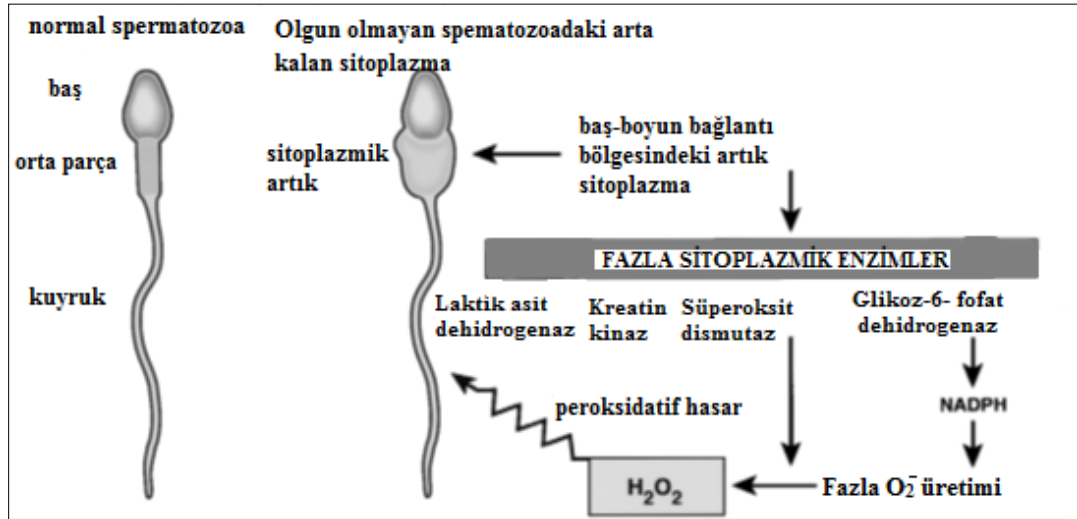 normal spermatozoa
baş
orta parça
kuyruk
Olgun olmayan spematozoadaki arta
kalan sitoplazma
sitoplazmik
artık
baş-boyun bağlantı
bölgesindeki artık
sitoplazma
FAZLA SİTOPLAZMİK ENZİMLER
Laktik asit
dehidrogenaz
Kreatin
kinaz
Süperoksit
dismutaz
Glikoz-6- fofat
dehidrogenaz
NADPH
Fazla O₂⁻ üretimi
H₂O₂
peroksidatif hasar